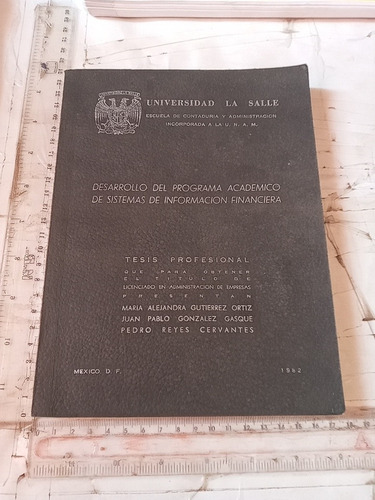 UNIVERSIDAD LA SALLE
ESCUELA DE CONTADURIA Y ADMINISTRACION
INCORPORADA A LA U. N. A. M.
DESARROLLO DEL PROGRAMA ACADEMICO
DE SISTEMAS DE INFORMACION FINANCIERA
TESIS PROFESIONAL
QUE PARA OBTENER
EL TITULO DE
LICENCIADO EN ADMINISTRACION DE EMPRESAS
PRESENTAN
MARIA ALEJANDRA GUTIERREZ ORTIZ
JUAN PABLO GONZALEZ GASQUE
PEDRO REYES CERVANTES
MEXICO D. F. 1982